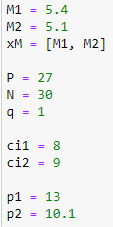 M1 = 5.4
M2 = 5.1
xM = [M1, M2]
P = 27
N = 30
q = 1
ci1 = 8
ci2 = 9
p1 = 13
p2 = 10.1